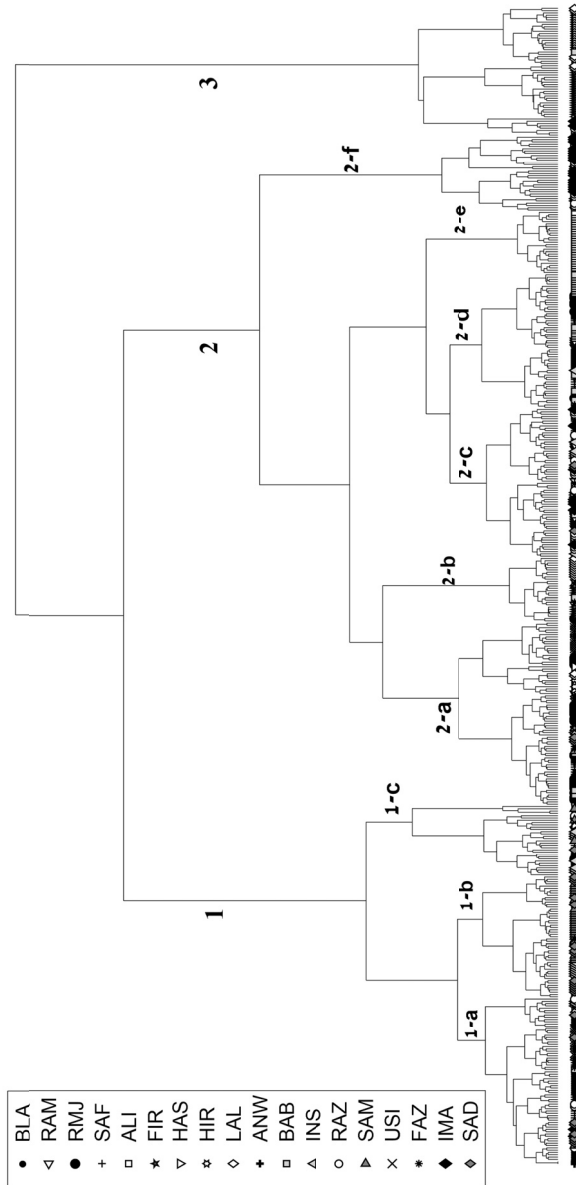 BLA
RAM
RMJ
SAF
ALI
FIR
HAS
HIR
LAL
ANW
BAB
INS
RAZ
SAM
USI
FAZ
IMA
SAD
1
2
3
1-a
1-b
1-c
2-a
2-b
2-c
2-d
2-e
2-f